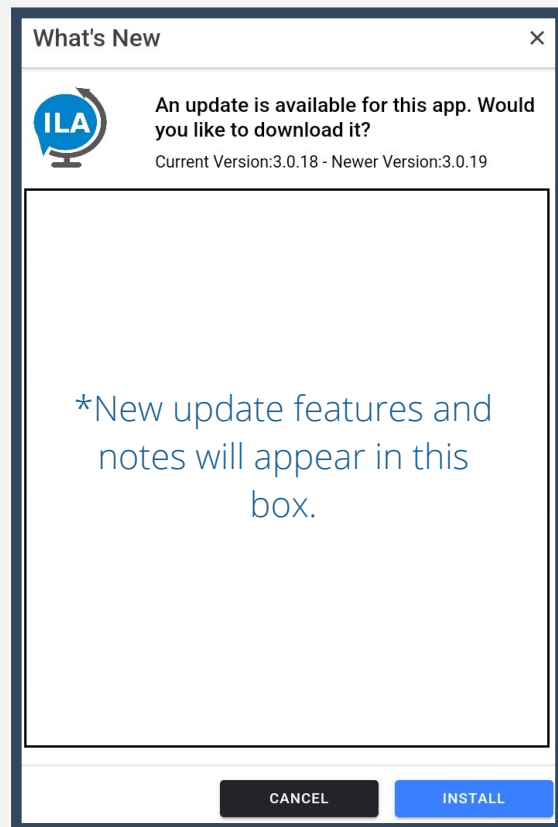 What's New
ILA
An update is available for this app. Would
you like to download it?
Current Version:3.0.18 - Newer Version:3.0.19
*New update features and
notes will appear in this
box.
CANCEL
INSTALL